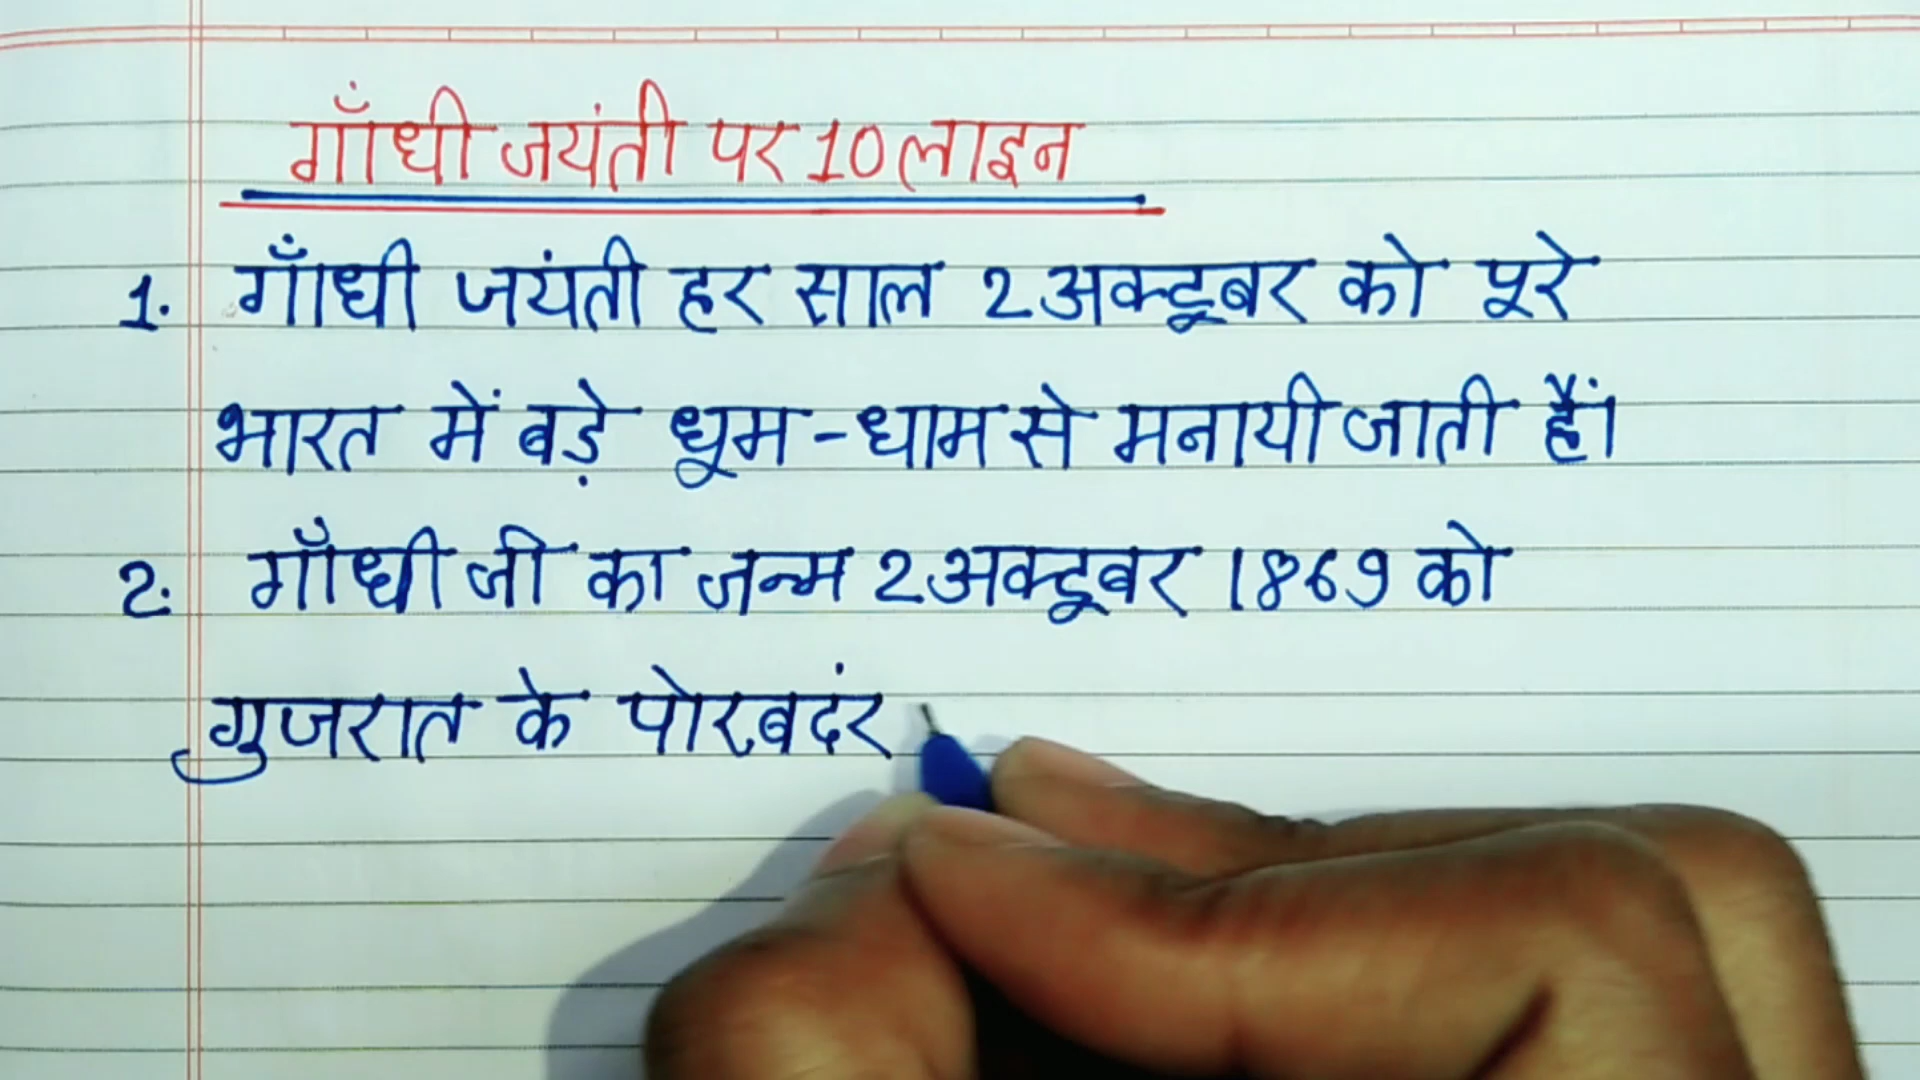 गाँधी जयंती पर 10 लाइन
1. गाँधी जयंती हर साल 2 अक्टूबर को पूरे
भारत में बड़े धूम-धाम से मनायी जाती हैं।
2. गाँधी जी का जन्म 2 अक्टूबर 1869 को
गुजरात के पोरबदंर